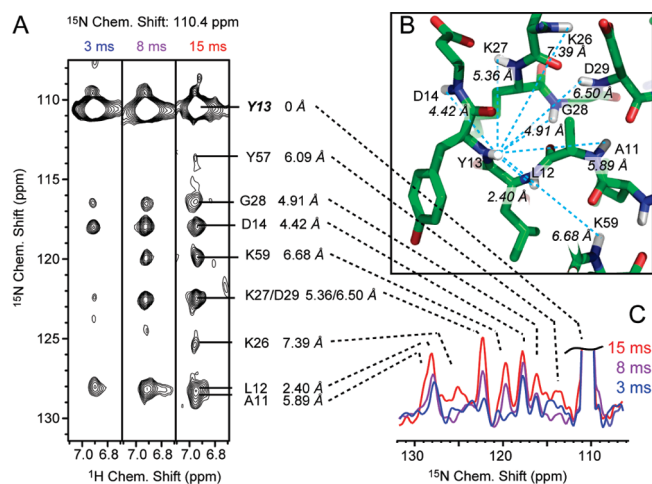 A
15N Chem. Shift: 110.4 ppm
3 ms 8 ms 15 ms
15N Chem. Shift (ppm)
110
115
120
125
130
7.0 6.8 7.0 6.8 7.0 6.8
1H Chem. Shift (ppm)
Y13 0 Å
Y57 6.09 Å
G28 4.91 Å
D14 4.42 Å
K59 6.68 Å
K27/D29 5.36/6.50 Å
K26 7.39 Å
L12 2.40 Å
A11 5.89 Å
B
K26
7.39 Å
K27
5.36 Å
D29
6.50 Å
D14
4.42 Å
G28
4.91 Å
A11
5.89 Å
Y13
L12
2.40 Å
K59
6.68 Å
C
15 ms
8 ms
3 ms
130 120 110
15N Chem. Shift (ppm)